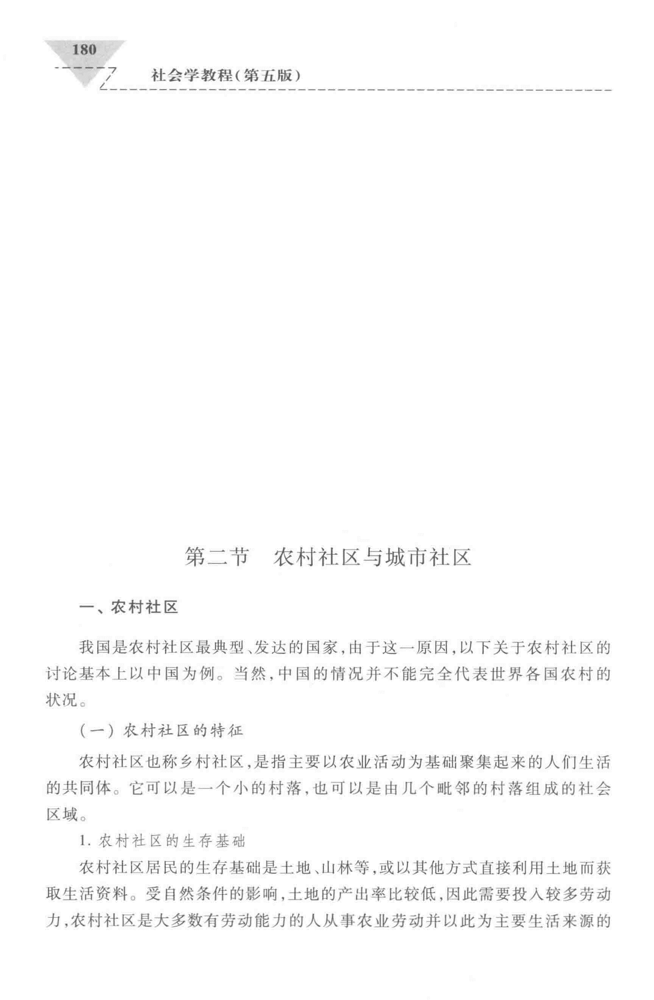 180
社会学教程(第五版)
第二节 农村社区与城市社区
一、农村社区
我国是农村社区最典型、发达的国家,由于这一原因,以下关于农村社区的
讨论基本上以中国为例。当然,中国的情况并不能完全代表世界各国农村的
状况。
(一)农村社区的特征
农村社区也称乡村社区,是指主要以农业活动为基础聚集起来的人们生活
的共同体。它可以是一个小的村落,也可以是由几个毗邻的村落组成的社会
区域。
1. 农村社区的生存基础
农村社区居民的生存基础是土地、山林等,或以其他方式直接利用土地而获
取生活资料。受自然条件的影响,土地的产出率比较低,因此需要投入较多劳动
力,农村社区是大多数有劳动能力的人从事农业劳动并以此为主要生活来源的